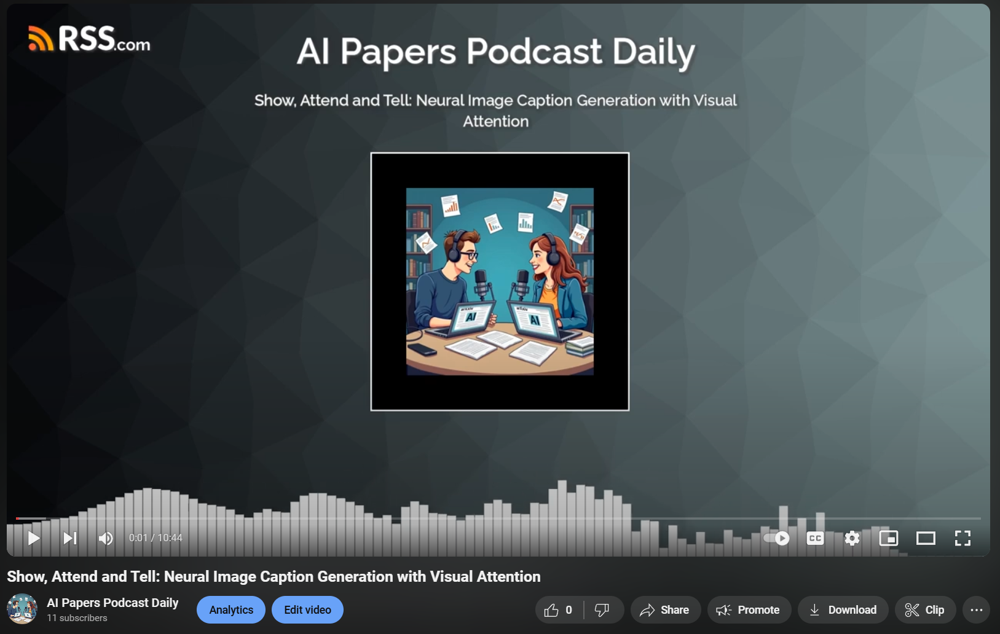 RSS.com
AI Papers Podcast Daily
Show, Attend and Tell: Neural Image Caption Generation with Visual
Attention
AI
AI
0:01 / 10:44
CC
Show, Attend and Tell: Neural Image Caption Generation with Visual Attention
AI Papers Podcast Daily
11 subscribers
Analytics
Edit video
0
Share
Promote
Download
Clip